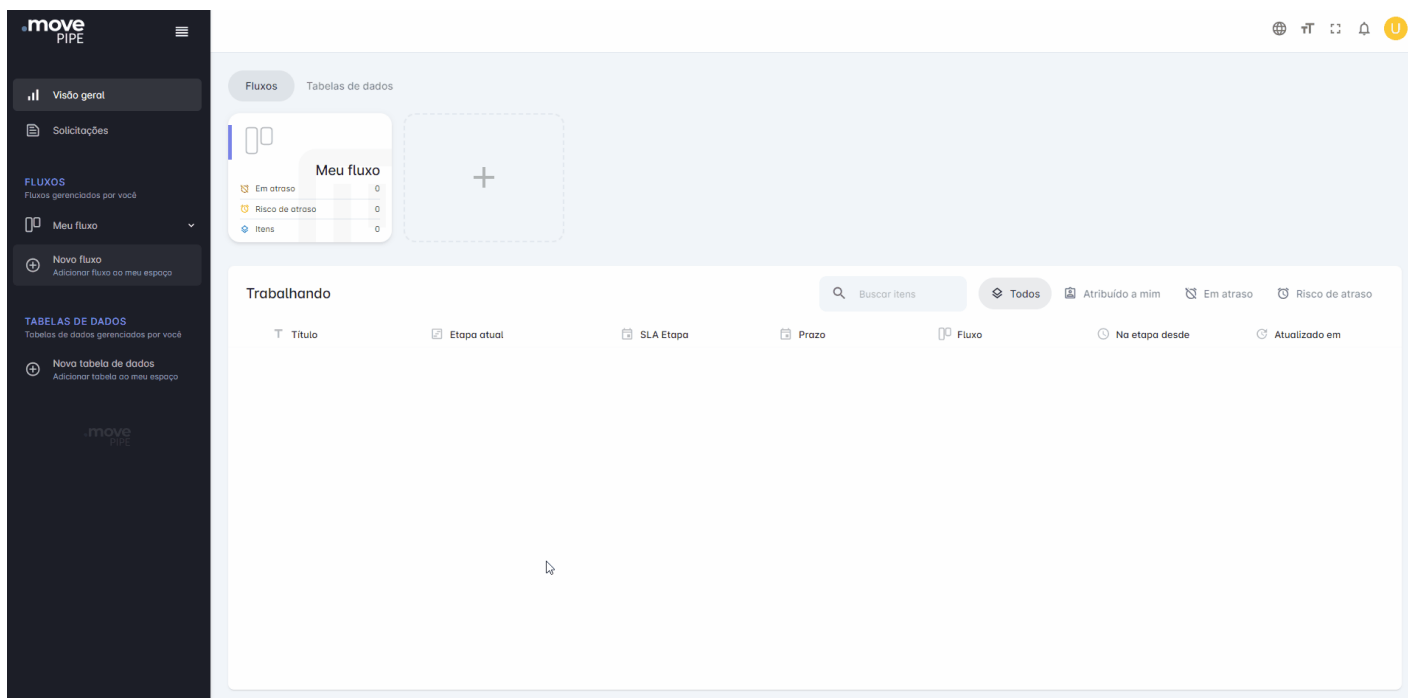 .move
PIPE
U
Visão geral
Solicitações
FLUXOS
Fluxos gerenciados por você
Meu fluxo
Novo fluxo
Adicionar fluxo ao meu espaço
TABELAS DE DADOS
Tabelas de dados gerenciados por você
Nova tabela de dados
Adicionar tabela ao meu espaço
.move
PIPE
Fluxos Tabelas de dados
Meu fluxo
Em atraso 0
Risco de atraso 0
Itens 0
Trabalhando Buscar itens Todos Atribuído a mim Em atraso Risco de atraso
Título Etapa atual SLA Etapa Prazo Fluxo Na etapa desde Atualizado em